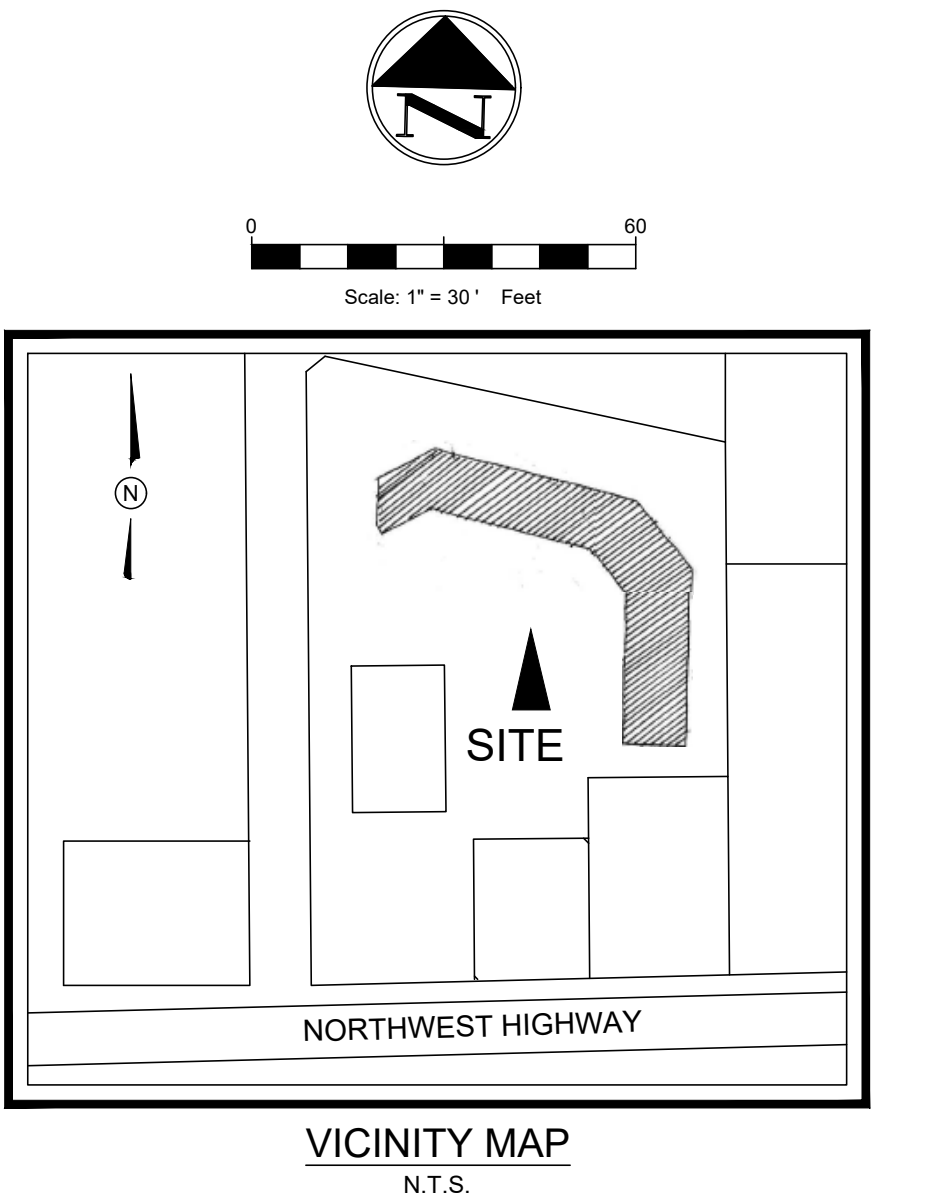 N
0 60
Scale: 1" = 30 ' Feet
N
SITE
NORTHWEST HIGHWAY
VICINITY MAP
N.T.S.